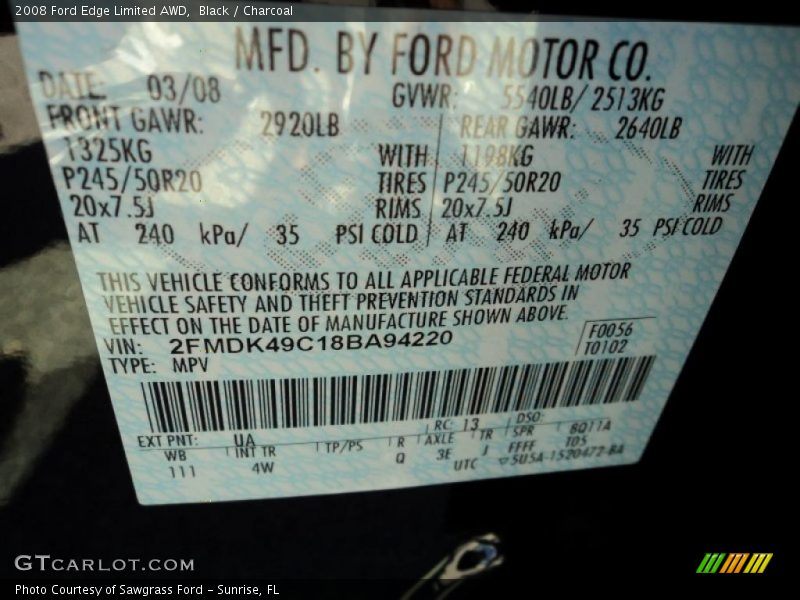 2008 Ford Edge Limited AWD,  Black / Charcoal
MFD. BY FORD MOTOR CO.
DATE: 03/08 GVWR: 5540LB/ 2513KG
FRONT GAWR: 2920LB REAR GAWR: 2640LB
1325KG WITH 1198KG WITH
P245/50R20 TIRES P245/50R20 TIRES
20x7.5J RIMS 20x7.5J RIMS
AT 240 kPa/ 35 PSI COLD AT 240 kPa/ 35 PSI COLD
THIS VEHICLE CONFORMS TO ALL APPLICABLE FEDERAL MOTOR
VEHICLE SAFETY AND THEFT PREVENTION STANDARDS IN
EFFECT ON THE DATE OF MANUFACTURE SHOWN ABOVE.
VIN: 2FMDK49C18BA94220 F0056
TYPE: MPV T0102
EXT PNT: UA RC: 13 DSO:
WB INT TR TP/PS R AXLE TR SPR 8Q11A
111 4W Q 3E J FFFF T05
UTC 5U5A-1520472-BA
GTCARLOT.COM
Photo Courtesy of Sawgrass Ford - Sunrise, FL